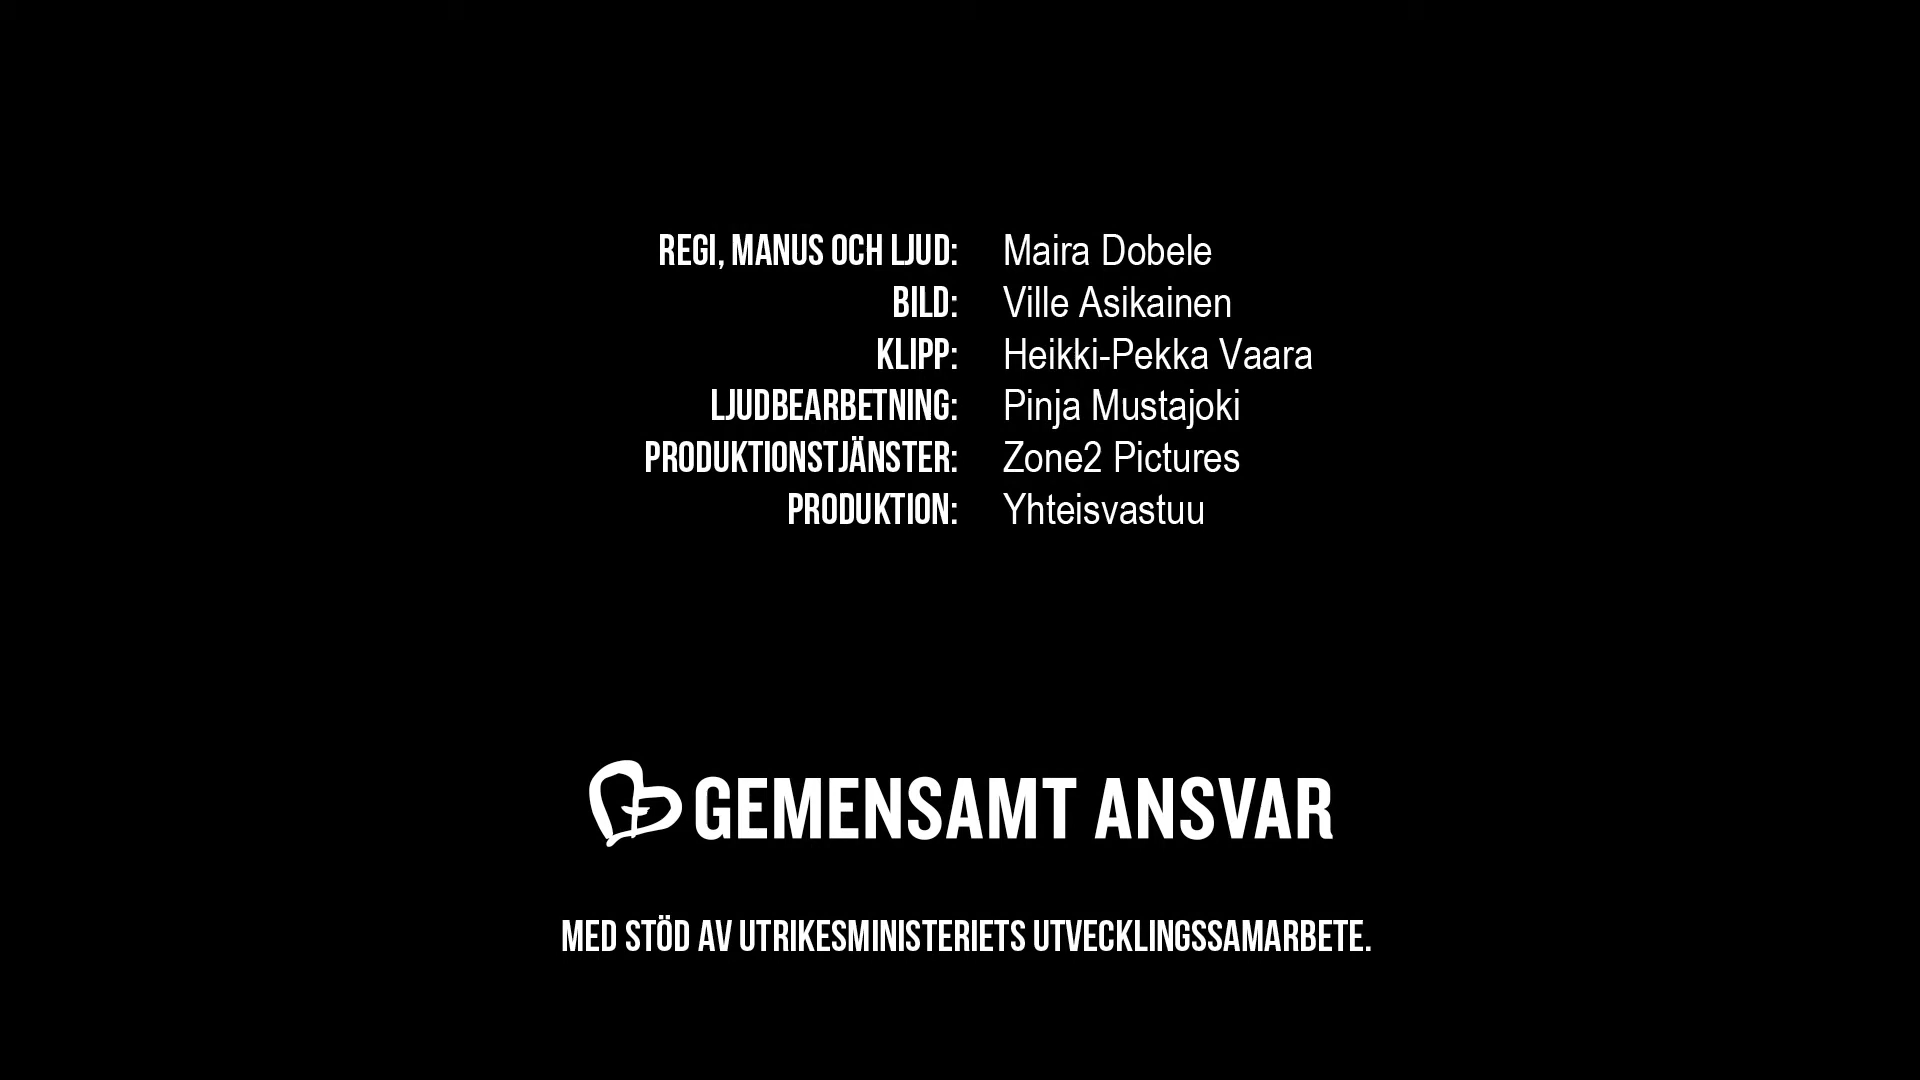 REGI, MANUS OCH LJUD: Maira Dobele
BILD: Ville Asikainen
KLIPP: Heikki-Pekka Vaara
LJUDBEARBETNING: Pinja Mustajoki
PRODUKTIONSTJÄNSTER: Zone2 Pictures
PRODUKTION: Yhteisvastuu
GEMENSAMT ANSVAR
MED STÖD AV UTRIKESMINISTERIETS UTVECKLINGSSAMARBETE.